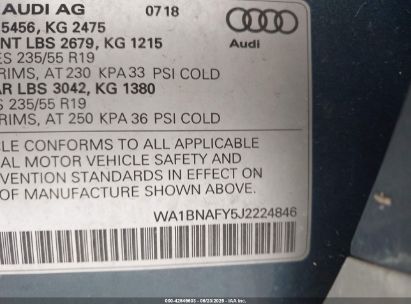 AUDI AG 0718
5456, KG 2475
NT LBS 2679, KG 1215
ES 235/55 R19
RIMS, AT 230 KPA 33 PSI COLD
AR LBS 3042, KG 1380
S 235/55 R19
RIMS, AT 250 KPA 36 PSI COLD
Audi
LE CONFORMS TO ALL APPLICABLE
AL MOTOR VEHICLE SAFETY AND
VENTION STANDARDS IN EFFECT ON
OF MANUFACTURE SHOWN ABOVE.
WA1BNAFY5J2224846